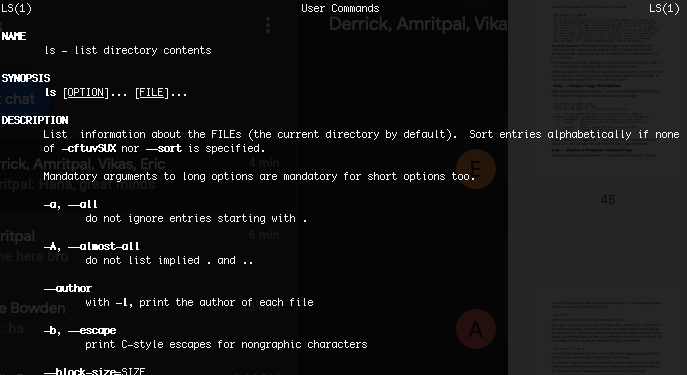 LS(1) User Commands LS(1)
NAME
ls - list directory contents
SYNOPSIS
ls [OPTION]... [FILE]...
DESCRIPTION
List information about the FILEs (the current directory by default). Sort entries alphabetically if none
of -cftuvSUX nor --sort is specified.
Mandatory arguments to long options are mandatory for short options too.
-a, --all
do not ignore entries starting with .
-A, --almost-all
do not list implied . and ..
--author
with -l, print the author of each file
-b, --escape
print C-style escapes for nongraphic characters
--block-size=SIZE
Derrick, Amritpal, Vika
chat
rrick, Amritpal, Vikas, Eric
4 min
ritpal: Haha, great minds
ritpal
6 min
me here bro
e Bowden
: ha
E
A
45